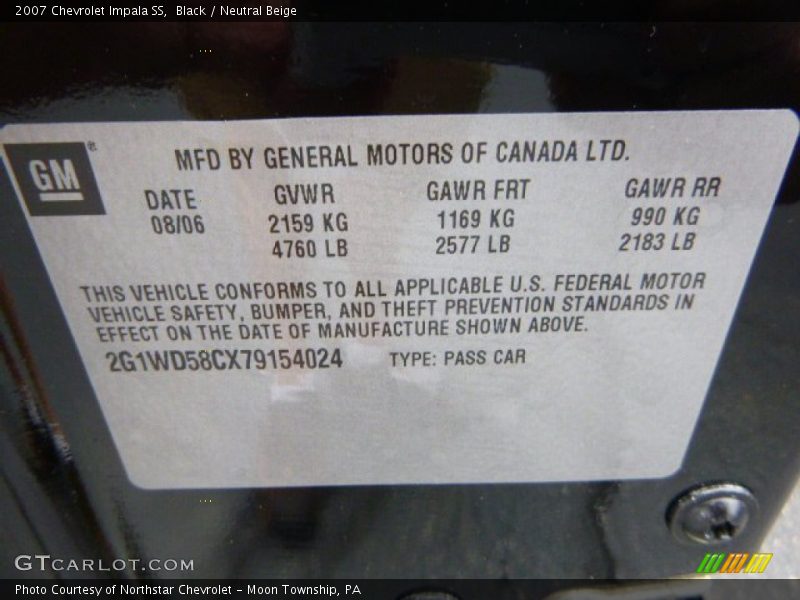 2007 Chevrolet Impala SS, Black / Neutral Beige
GM®
MFD BY GENERAL MOTORS OF CANADA LTD.
DATE GVWR GAWR FRT GAWR RR
08/06 2159 KG 1169 KG 990 KG
4760 LB 2577 LB 2183 LB
THIS VEHICLE CONFORMS TO ALL APPLICABLE U.S. FEDERAL MOTOR
VEHICLE SAFETY, BUMPER, AND THEFT PREVENTION STANDARDS IN
EFFECT ON THE DATE OF MANUFACTURE SHOWN ABOVE.
2G1WD58CX79154024 TYPE: PASS CAR
GTCARLOT.COM
Photo Courtesy of Northstar Chevrolet - Moon Township, PA